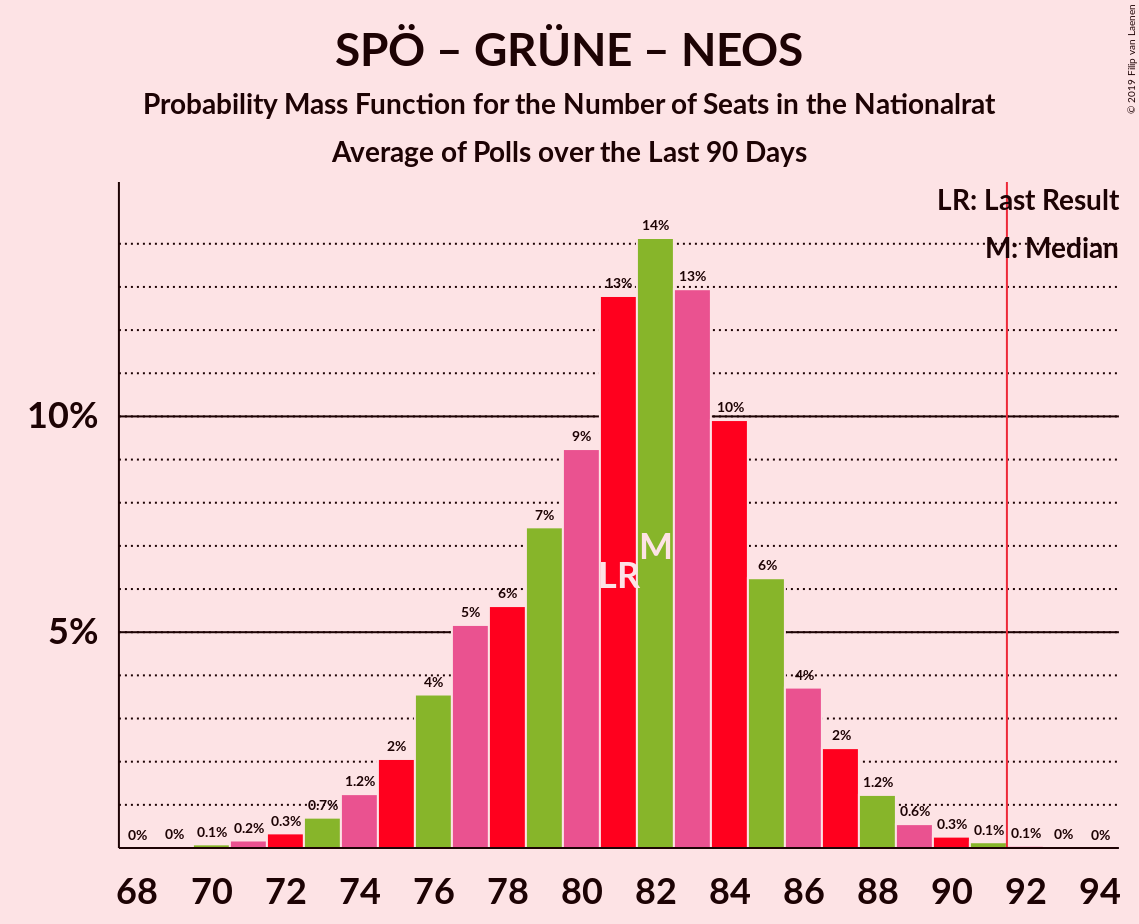 SPÖ – GRÜNE – NEOS
Probability Mass Function for the Number of Seats in the Nationalrat
Average of Polls over the Last 90 Days
© 2019 Filip van Laenen
LR: Last Result
M: Median
10%
5%
0% 0% 0.1% 0.2% 0.3% 0.7% 1.2% 2% 4% 5% 6% 7% 9% 13% 14% 13% 10% 6% 4% 2% 1.2% 0.6% 0.3% 0.1% 0.1% 0% 0%
LR M
68 70 72 74 76 78 80 82 84 86 88 90 92 94